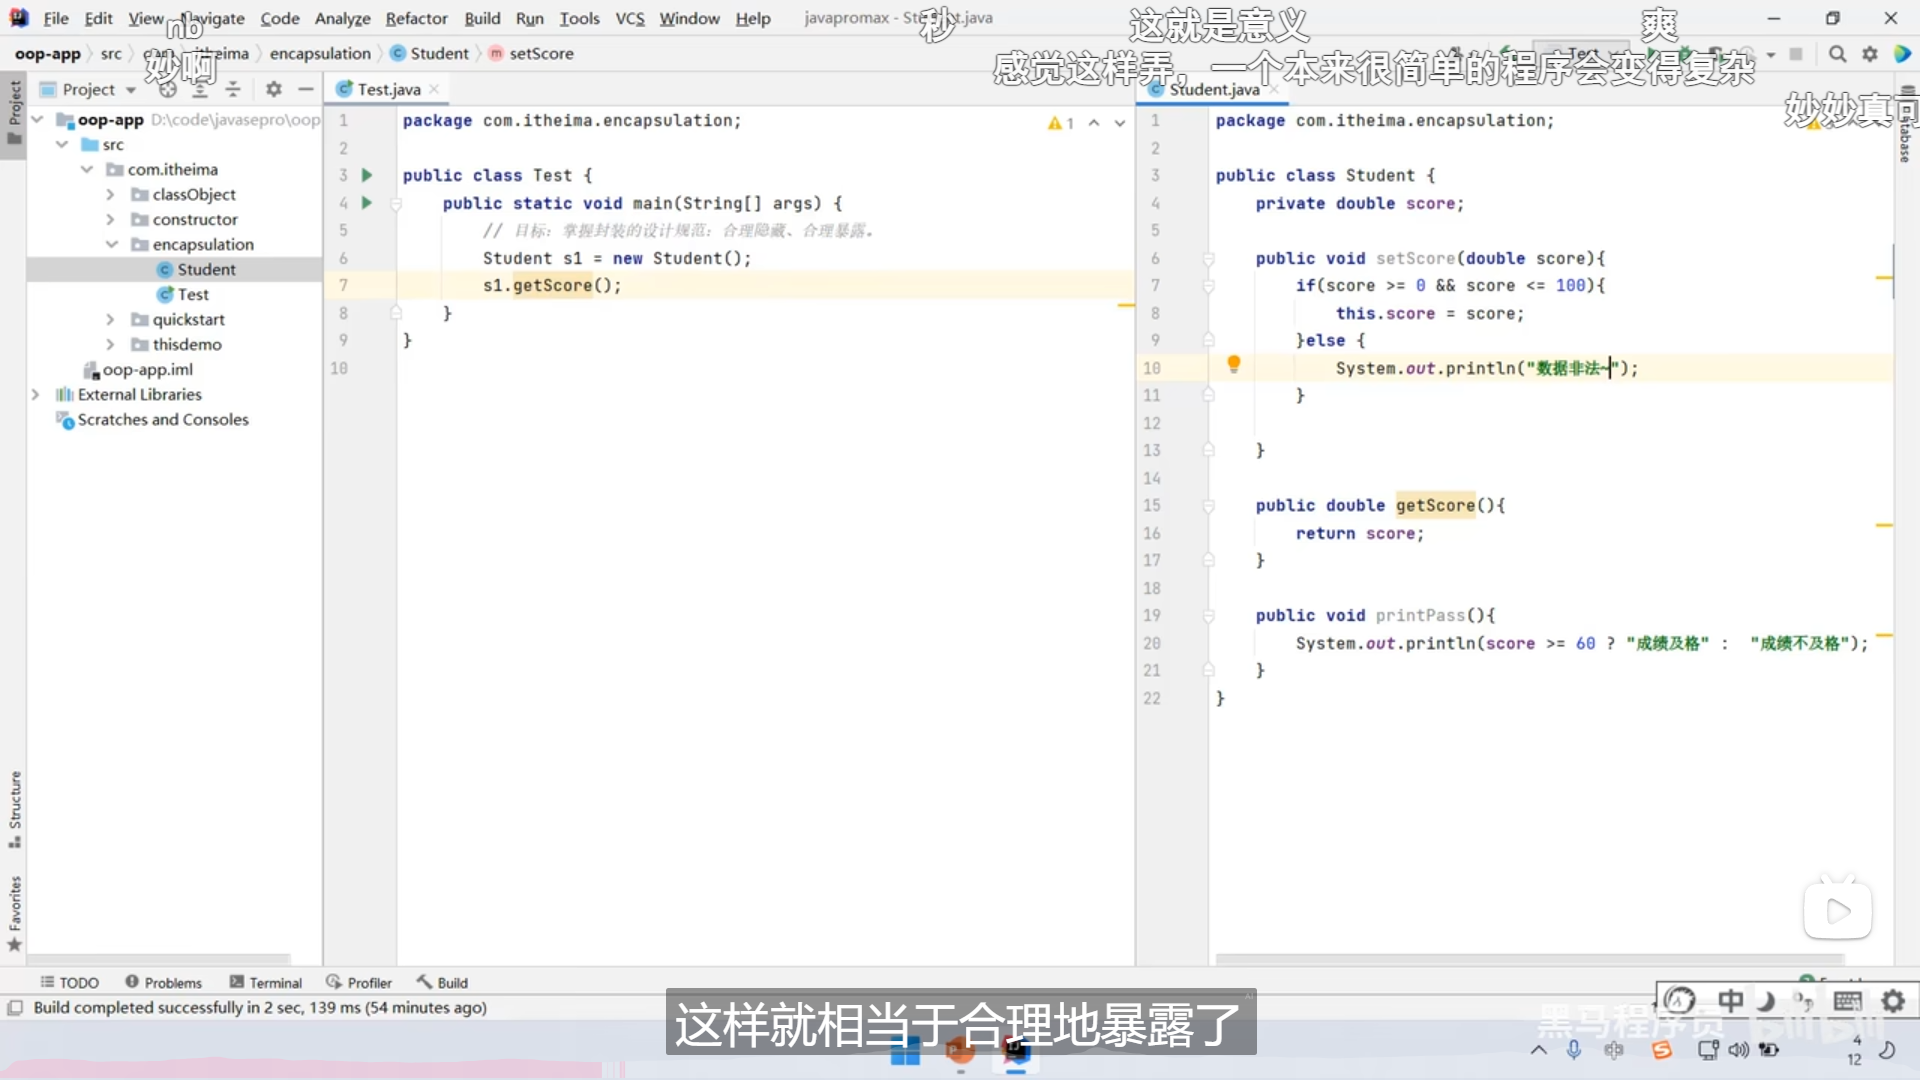 File Edit View Navigate Code Analyze Refactor Build Run Tools VCS Window Help javapromax - Student.java
nb
秒
这就是意义
爽
oop-app src com itheima encapsulation Student setScore
妙啊
感觉这样弄，一个本来很简单的程序会变得复杂
Project
妙妙真可
Test.java
Student.java
Project
oop-app D:\code\javasepro\oop
src
com.itheima
classObject
constructor
encapsulation
Student
Test
quickstart
thisdemo
oop-app.iml
External Libraries
Scratches and Consoles
Structure
Favorites
1 package com.itheima.encapsulation;
2
3 public class Test {
4 public static void main(String[] args) {
5 // 目标：掌握封装的设计规范：合理隐藏、合理暴露。
6 Student s1 = new Student();
7 s1.getScore();
8 }
9 }
10
1
1 package com.itheima.encapsulation;
2
3 public class Student {
4 private double score;
5
6 public void setScore(double score){
7 if(score >= 0 && score <= 100){
8 this.score = score;
9 }else {
10 System.out.println("数据非法~");
11 }
12
13 }
14
15 public double getScore(){
16 return score;
17 }
18
19 public void printPass(){
20 System.out.println(score >= 60 ? "成绩及格" : "成绩不及格");
21 }
22 }
TODO Problems Terminal Profiler Build
Build completed successfully in 2 sec, 139 ms (54 minutes ago)
这样就相当于合理地暴露了
中
黑马程序员
bilibili
4
12